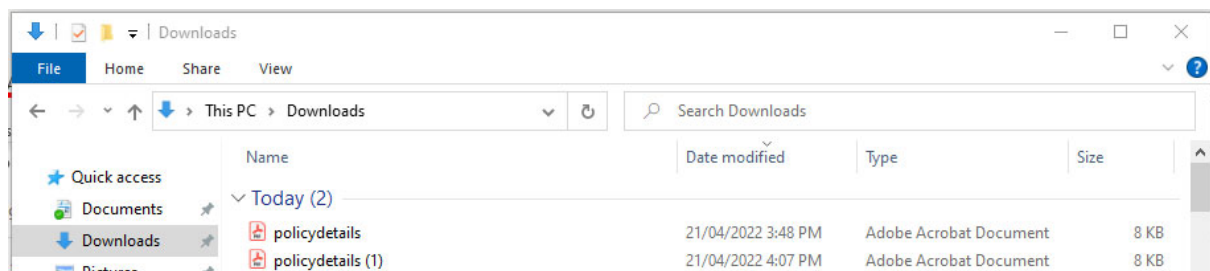 Downloads
File Home Share View ?
This PC > Downloads Search Downloads
Name Date modified Type Size
Quick access
Today (2)
Documents
policydetails 21/04/2022 3:48 PM Adobe Acrobat Document 8 KB
Downloads
policydetails (1) 21/04/2022 4:07 PM Adobe Acrobat Document 8 KB